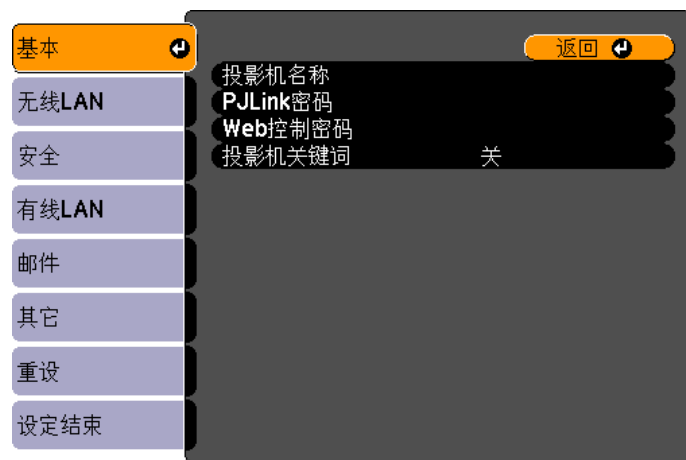 基本
返回
投影机名称
无线LAN
PJLink密码
Web控制密码
安全
投影机关键词 关
有线LAN
邮件
其它
重设
设定结束